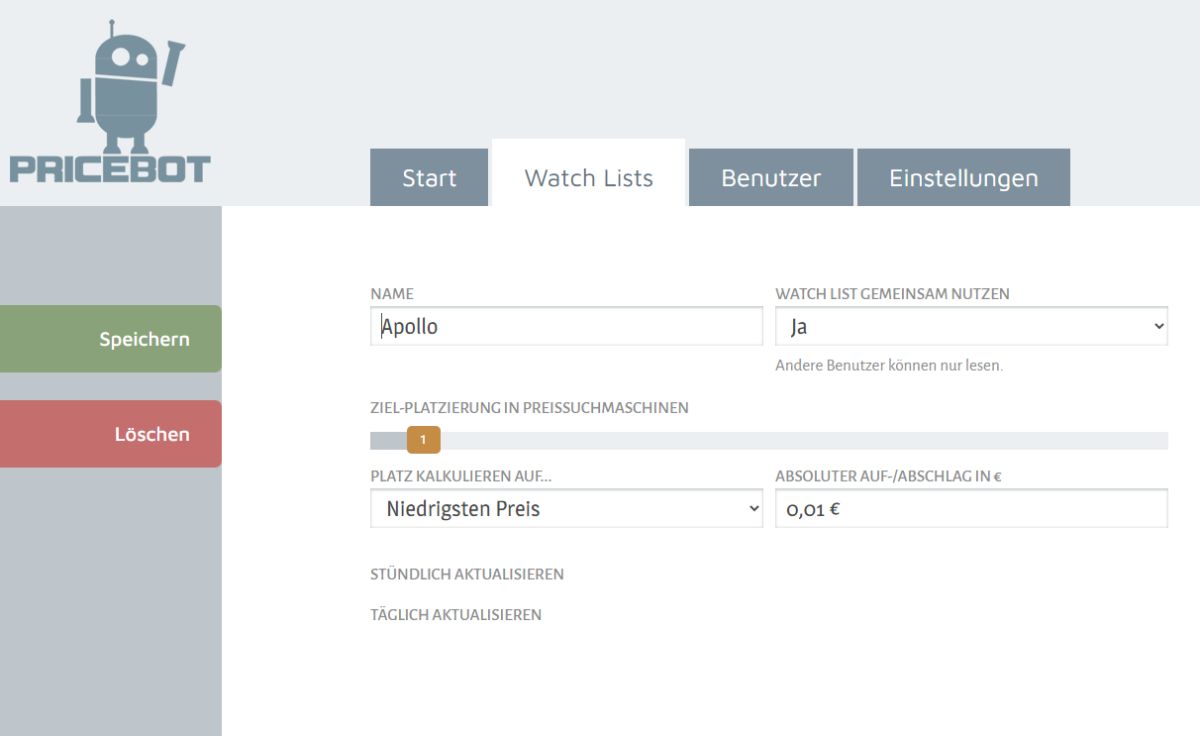 PRICEBOT
Start Watch Lists Benutzer Einstellungen
Speichern
Löschen
NAME WATCH LIST GEMEINSAM NUTZEN
Apollo Ja
Andere Benutzer können nur lesen.
ZIEL-PLATZIERUNG IN PREISSUCHMASCHINEN
1
PLATZ KALKULIEREN AUF... ABSOLUTER AUF-/ABSCHLAG IN €
Niedrigsten Preis 0,01 €
STÜNDLICH AKTUALISIEREN
TÄGLICH AKTUALISIEREN